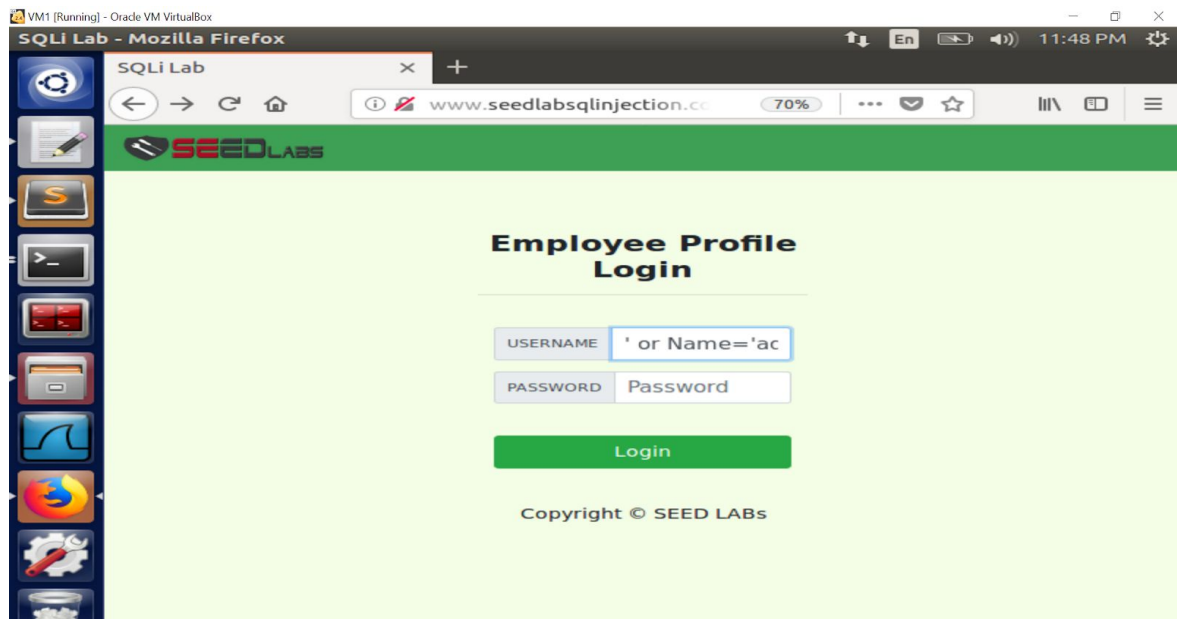 VM1 [Running] - Oracle VM VirtualBox
SQLi Lab - Mozilla Firefox
En
11:48 PM
SQLi Lab
www.seedlabsqlinjection.co
70%
SEEDLABS
Employee Profile
Login
USERNAME ' or Name='ac
PASSWORD Password
Login
Copyright © SEED LABs